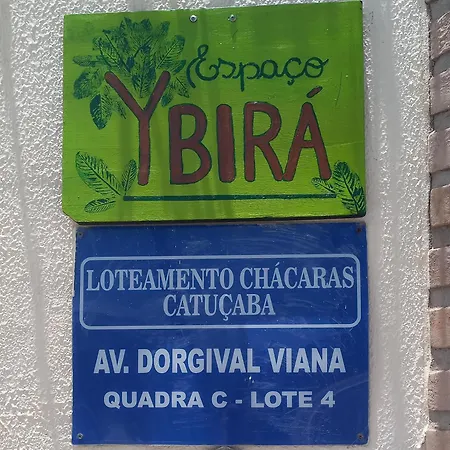 Espaço
YBIRÁ
LOTEAMENTO CHÁCARAS
CATUÇABA
AV. DORGIVAL VIANA
QUADRA C - LOTE 4